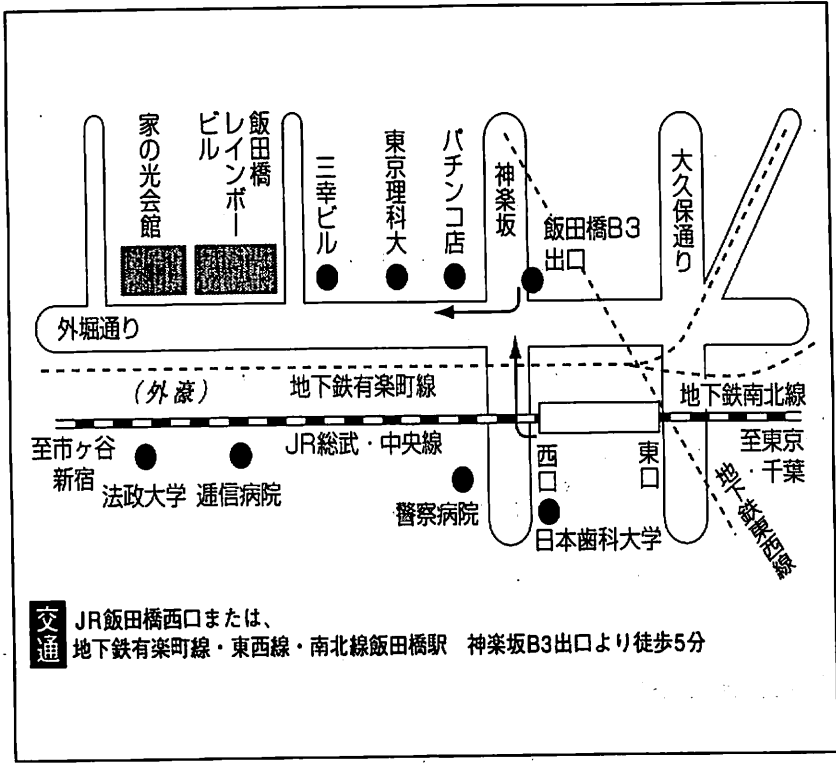 家の光会館
飯田橋
レインボー
ビル
三幸ビル
東京理科大
パチンコ店
神楽坂
飯田橋B3
出口
大久保通り
外堀通り
(外濠)
地下鉄有楽町線
地下鉄南北線
至市ヶ谷
新宿
JR総武・中央線
西口
東口
至東京
・千葉
法政大学
逓信病院
警察病院
日本歯科大学
地下鉄東西線
交通
JR飯田橋西口または、
地下鉄有楽町線・東西線・南北線飯田橋駅 神楽坂B3出口より徒歩5分